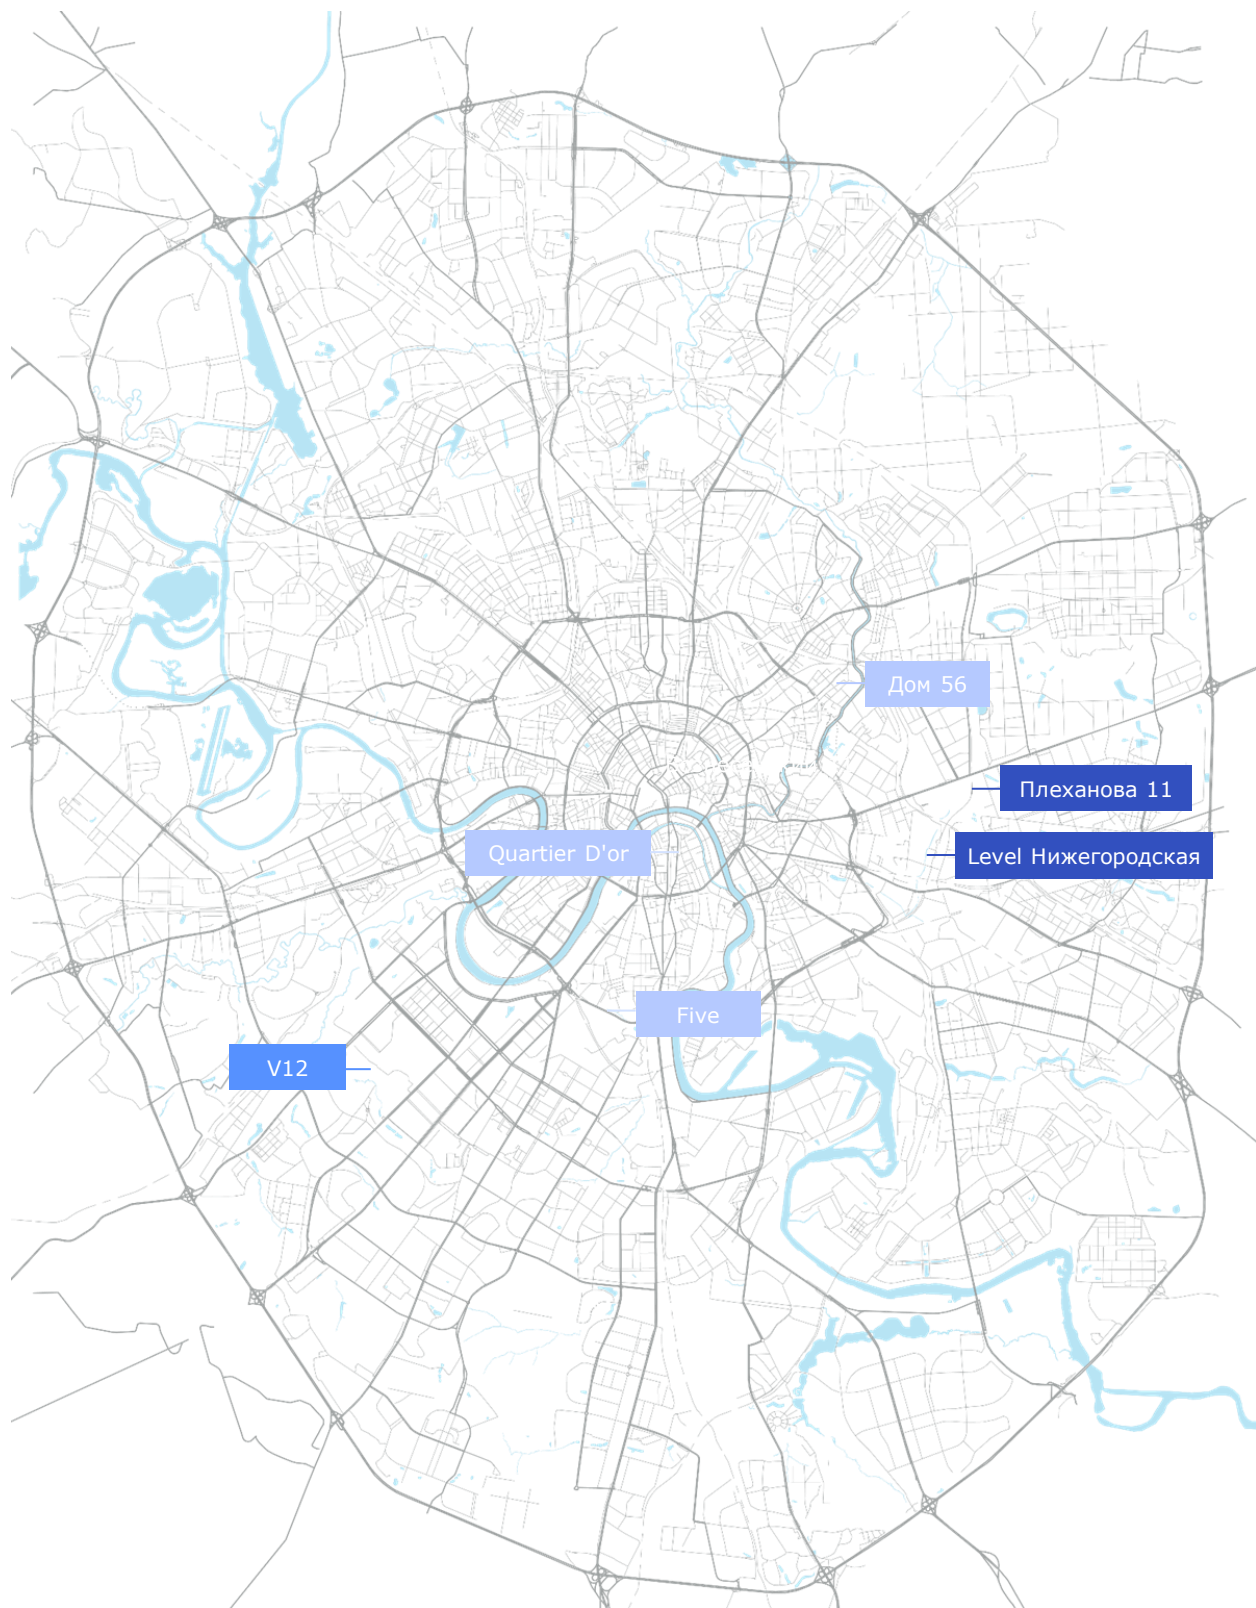 Дом 56
Плеханова 11
Quartier D'or
Level Нижегородская
Five
V12